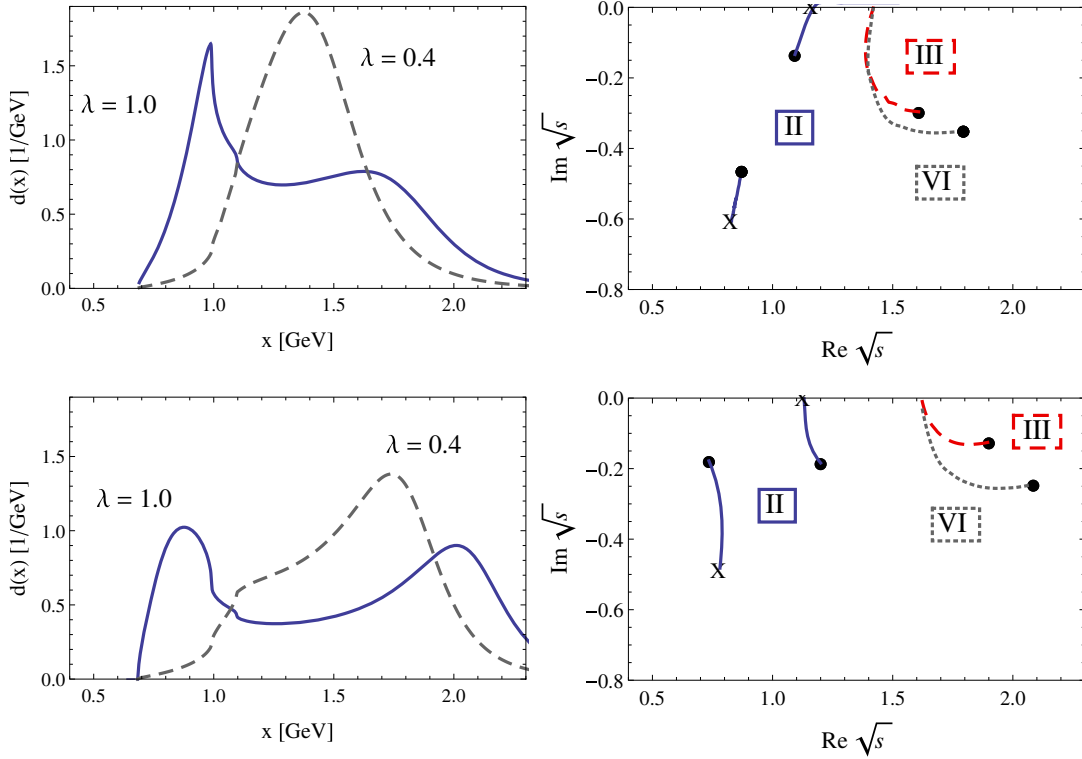 λ = 1.0
λ = 0.4
d(x) [1/GeV]
0.0
0.5
1.0
1.5
0.5 1.0 1.5 2.0
x [GeV]
X
III
II
VI
X
Im √s
0.0
−0.2
−0.4
−0.6
−0.8
0.5 1.0 1.5 2.0
Re √s
λ = 0.4
λ = 1.0
d(x) [1/GeV]
0.0
0.5
1.0
1.5
0.5 1.0 1.5 2.0
x [GeV]
X
III
II
VI
X
Im √s
0.0
−0.2
−0.4
−0.6
−0.8
0.5 1.0 1.5 2.0
Re √s